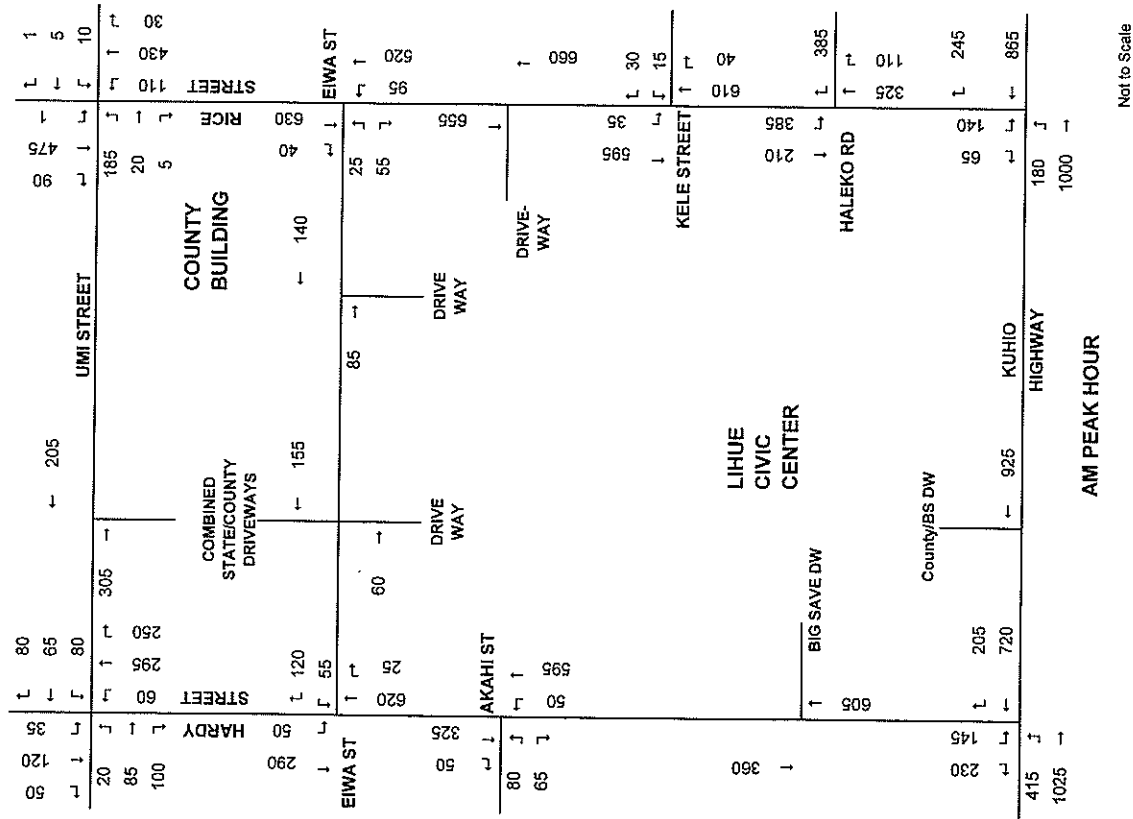 1
5
10
30
430
110
STREET
EIWA ST
520
95
660
30
15
40
610
385
110
325
245
865
Not to Scale
1
475
90
RICE
185
20
5
630
40
25
55
655
35
595
KELE STREET
385
210
HALEKO RD
140
65
180
1000
COUNTY
BUILDING
140
DRIVE-
WAY
UMI STREET
DRIVE
WAY
85
205
KUHIO
HIGHWAY
LIHUE
CIVIC
CENTER
925
AM PEAK HOUR
COMBINED
STATE/COUNTY
DRIVEWAYS
155
DRIVE
WAY
County/BS DW
305
60
BIG SAVE DW
205
720
80
65
80
250
295
60
STREET
120
55
25
620
AKAHI ST
595
50
605
35
120
50
HARDY
20
85
100
50
290
EIWA ST
325
50
80
65
360
145
230
415
1025